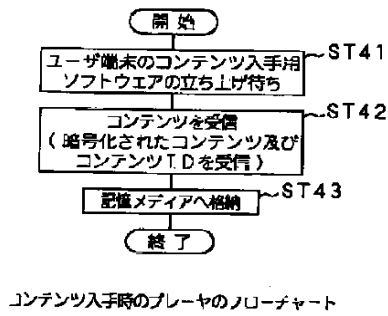 開始
ユーザ端末のコンテンツ入手用
ソフトウェアの立ち上げ待ち
ST41
コンテンツを受信
(暗号化されたコンテンツ及び
コンテンツIDを受信)
ST42
記憶メディアへ格納
ST43
終了
コンテンツ入手時のプレーヤのフローチャート